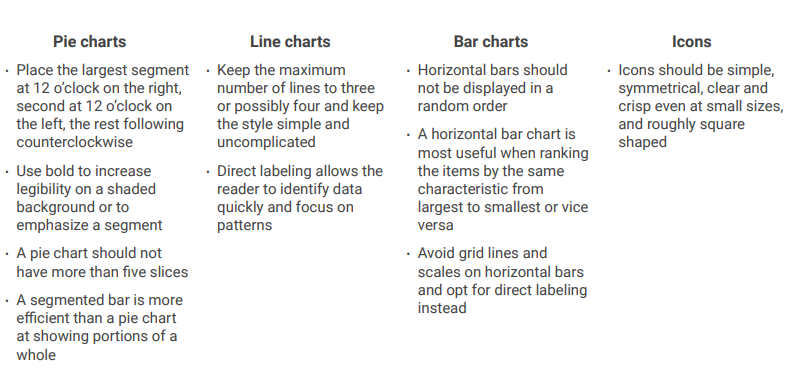 Pie charts
· Place the largest segment
at 12 o’clock on the right,
second at 12 o’clock on
the left, the rest following
counterclockwise
· Use bold to increase
legibility on a shaded
background or to
emphasize a segment
· A pie chart should not
have more than five slices
· A segmented bar is more
efficient than a pie chart
at showing portions of a
whole
Line charts
· Keep the maximum
number of lines to three
or possibly four and keep
the style simple and
uncomplicated
· Direct labeling allows the
reader to identify data
quickly and focus on
patterns
Bar charts
· Horizontal bars should
not be displayed in a
random order
· A horizontal bar chart is
most useful when ranking
the items by the same
characteristic from
largest to smallest or vice
versa
· Avoid grid lines and
scales on horizontal bars
and opt for direct labeling
instead
Icons
· Icons should be simple,
symmetrical, clear and
crisp even at small sizes,
and roughly square
shaped